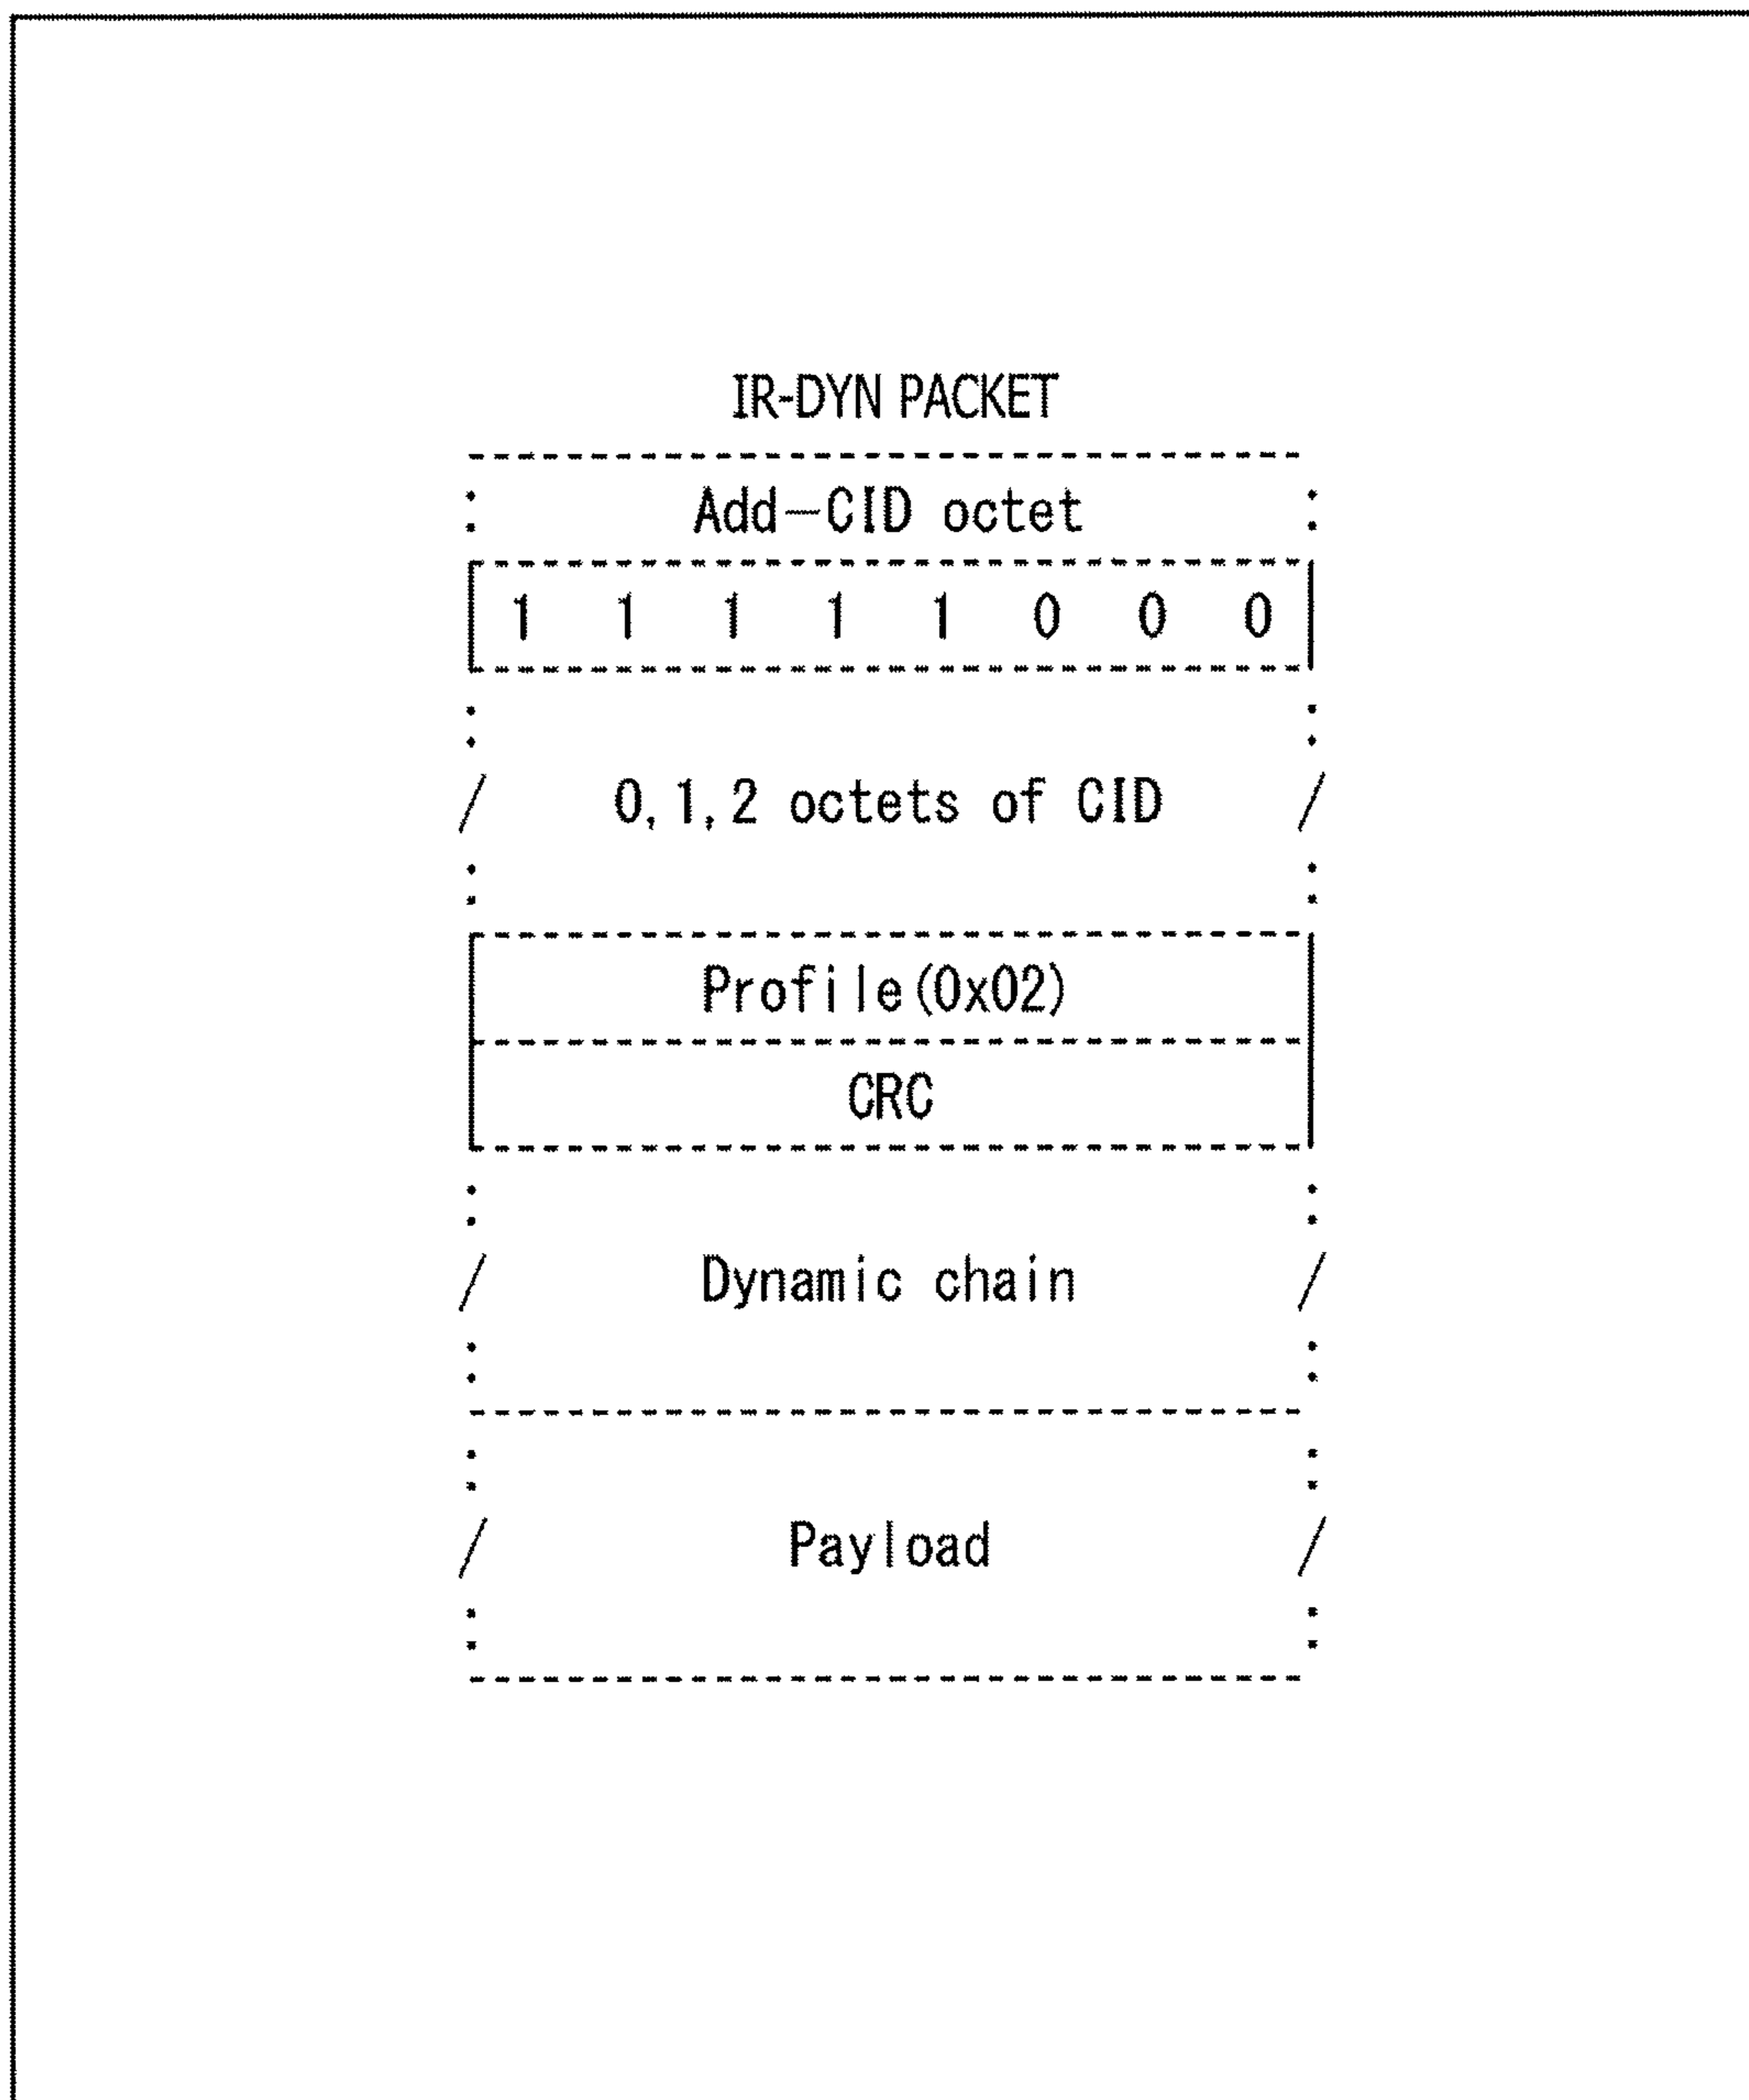 IR-DYN PACKET
Add-CID octet
1 1 1 1 1 0 0 0
0,1,2 octets of CID
Profile(0x02)
CRC
Dynamic chain
Payload